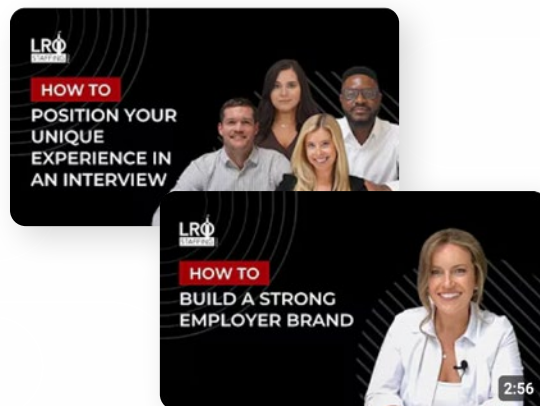 LRO
STAFFING
HOW TO
POSITION YOUR
UNIQUE
EXPERIENCE IN
AN INTERVIEW
LRO
STAFFING
HOW TO
BUILD A STRONG
EMPLOYER BRAND
2:56